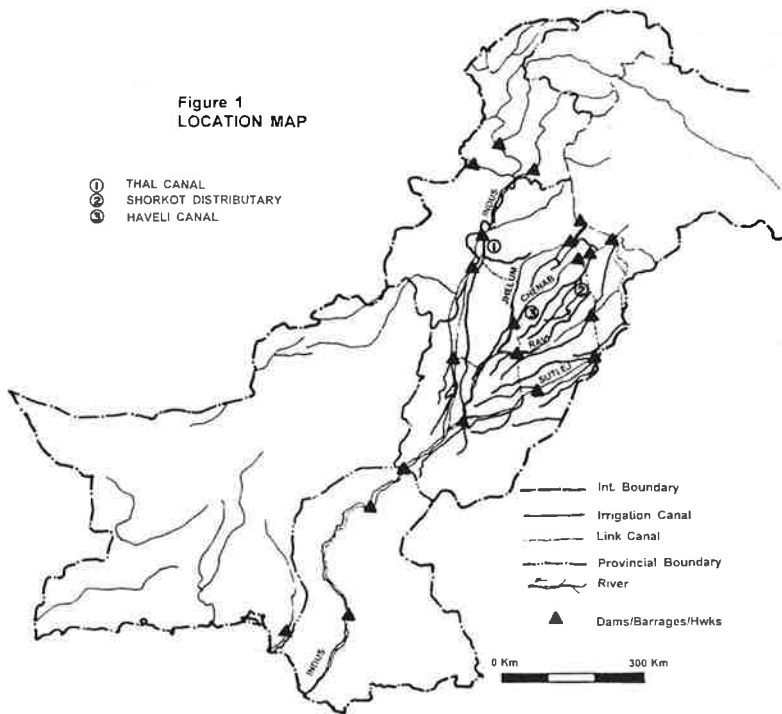 Figure 1
LOCATION MAP
① THAL CANAL
② SHORKOT DISTRIBUTARY
③ HAVELI CANAL
INDUS
①
JHELUM
CHENAB
②
③
RAVI
SUTLEJ
Int. Boundary
Irrigation Canal
Link Canal
Provincial Boundary
River
Dams/Barrages/Hwks
0 Km 300 Km
INDUS